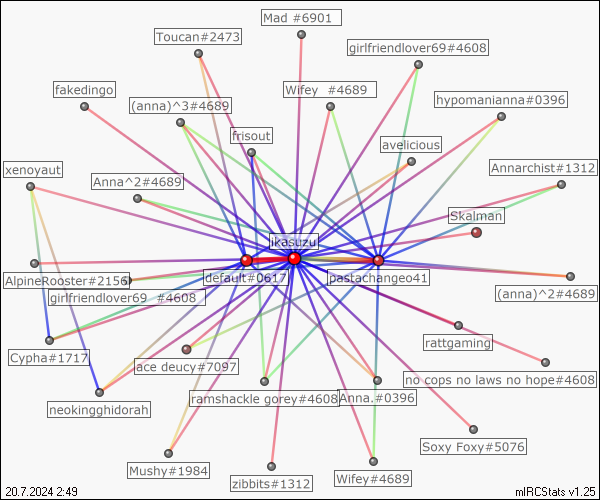 Mad #6901
Toucan#2473
girlfriendlover69#4608
fakedingo
Wifey  #4689
hypomanianna#0396
(anna)^3#4689
frisout
avelicious
xenoyaut
Annarchist#1312
Anna^2#4689
Skalman
ikasuzu
AlpineRooster#2156
default#0617
pastachangeo41
(anna)^2#4689
girlfriendlover69  #4608
rattgaming
Cypha#1717
ace deucy#7097
no cops no laws no hope#4608
ramshackle gorey#4608
Anna.#0396
neokingghidorah
Soxy Foxy#5076
Mushy#1984
zibbits#1312
Wifey#4689
20.7.2024 2:49
mIRCStats v1.25